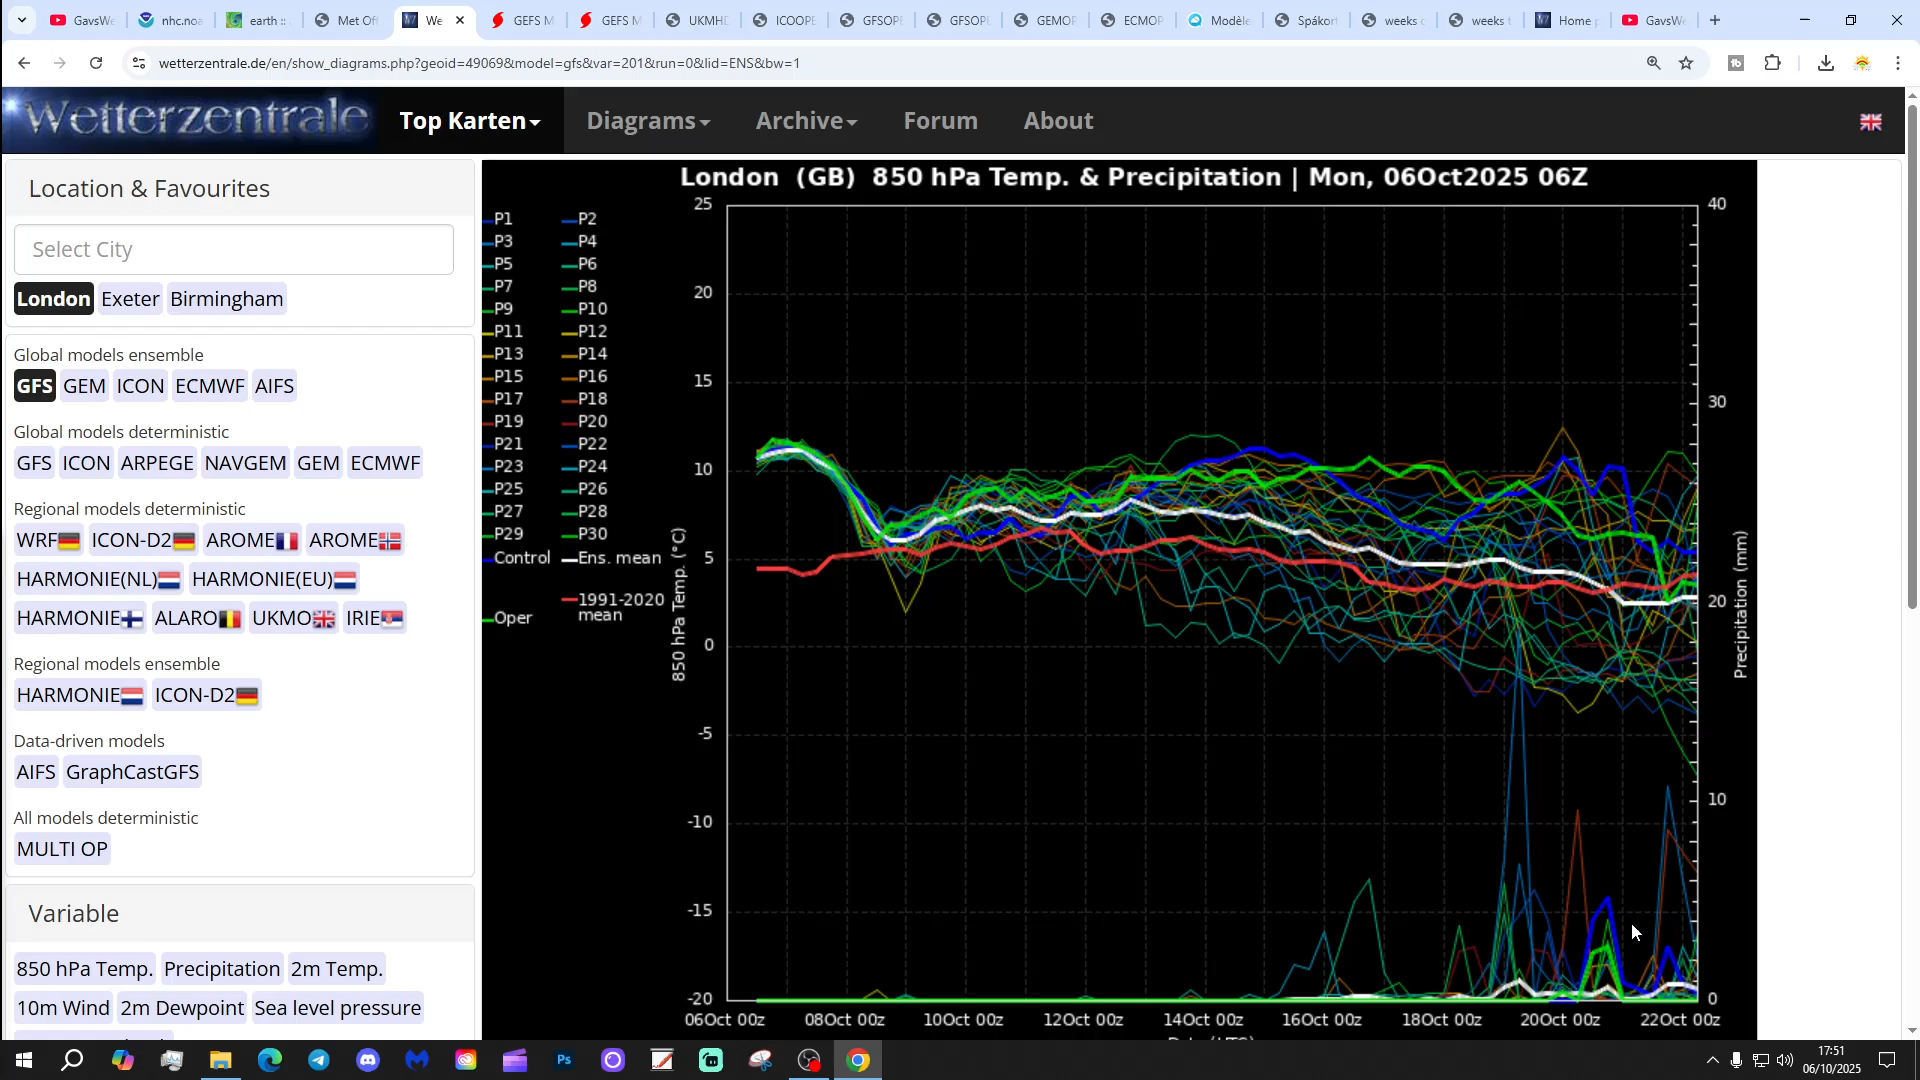 GavsWe
nhc.noa
earth ::
Met Off
We
GEFS M
GEFS M
UKMHD
ICOOPE
GFSOPE
GFSOPE
GEMOP
ECMOP
Modèle
Spákort
weeks
weeks t
Home p
GavsWe
wetterzentrale.de/en/show_diagrams.php?geoid=49069&model=gfs&var=201&run=0&lid=ENS&bw=1
Wetterzentrale
Top Karten
Diagrams
Archive
Forum
About
Location & Favourites
Select City
London Exeter Birmingham
Global models ensemble
GFS GEM ICON ECMWF AIFS
Global models deterministic
GFS ICON ARPEGE NAVGEM GEM ECMWF
Regional models deterministic
WRF ICON-D2 AROME AROME
HARMONIE(NL) HARMONIE(EU)
HARMONIE ALARO UKMO IRIE
Regional models ensemble
HARMONIE ICON-D2
Data-driven models
AIFS GraphCastGFS
All models deterministic
MULTI OP
Variable
850 hPa Temp. Precipitation 2m Temp.
10m Wind 2m Dewpoint Sea level pressure
London (GB) 850 hPa Temp. & Precipitation | Mon, 06Oct2025 06Z
P1 P2
P3 P4
P5 P6
P7 P8
P9 P10
P11 P12
P13 P14
P15 P16
P17 P18
P19 P20
P21 P22
P23 P24
P25 P26
P27 P28
P29 P30
Control Ens. mean
Oper 1991-2020
mean
850 hPa Temp. (°C)
25
20
15
10
5
0
-5
-10
-15
-20
40
30
20
10
0
Precipitation (mm)
06Oct 00z 08Oct 00z 10Oct 00z 12Oct 00z 14Oct 00z 16Oct 00z 18Oct 00z 20Oct 00z 22Oct 00z
17:51
06/10/2025